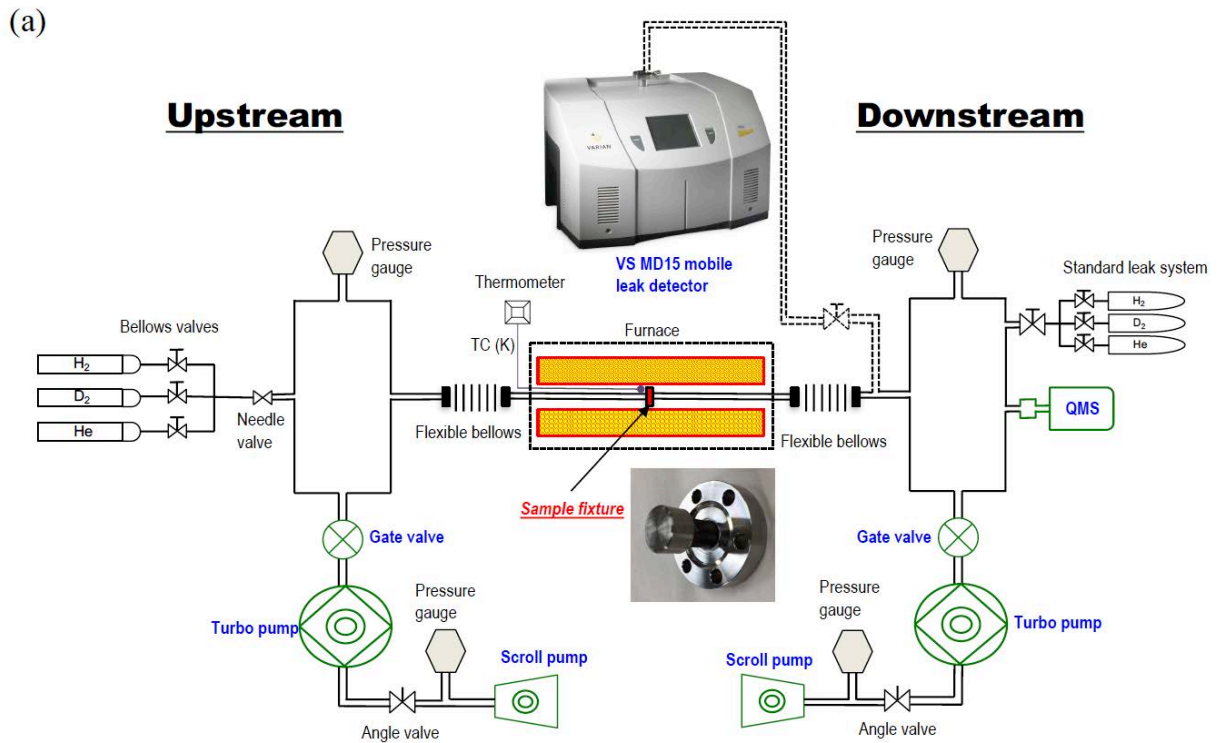 (a)
Upstream
Downstream
VARIAN
Pressure
gauge
VS MD15 mobile
leak detector
Pressure
gauge
Standard leak system
H₂
D₂
He
Thermometer
TC (K)
Furnace
Bellows valves
H₂
D₂
He
Needle
valve
Flexible bellows
Flexible bellows
QMS
Sample fixture
Gate valve
Gate valve
Turbo pump
Pressure
gauge
Scroll pump
Angle valve
Pressure
gauge
Turbo pump
Scroll pump
Angle valve